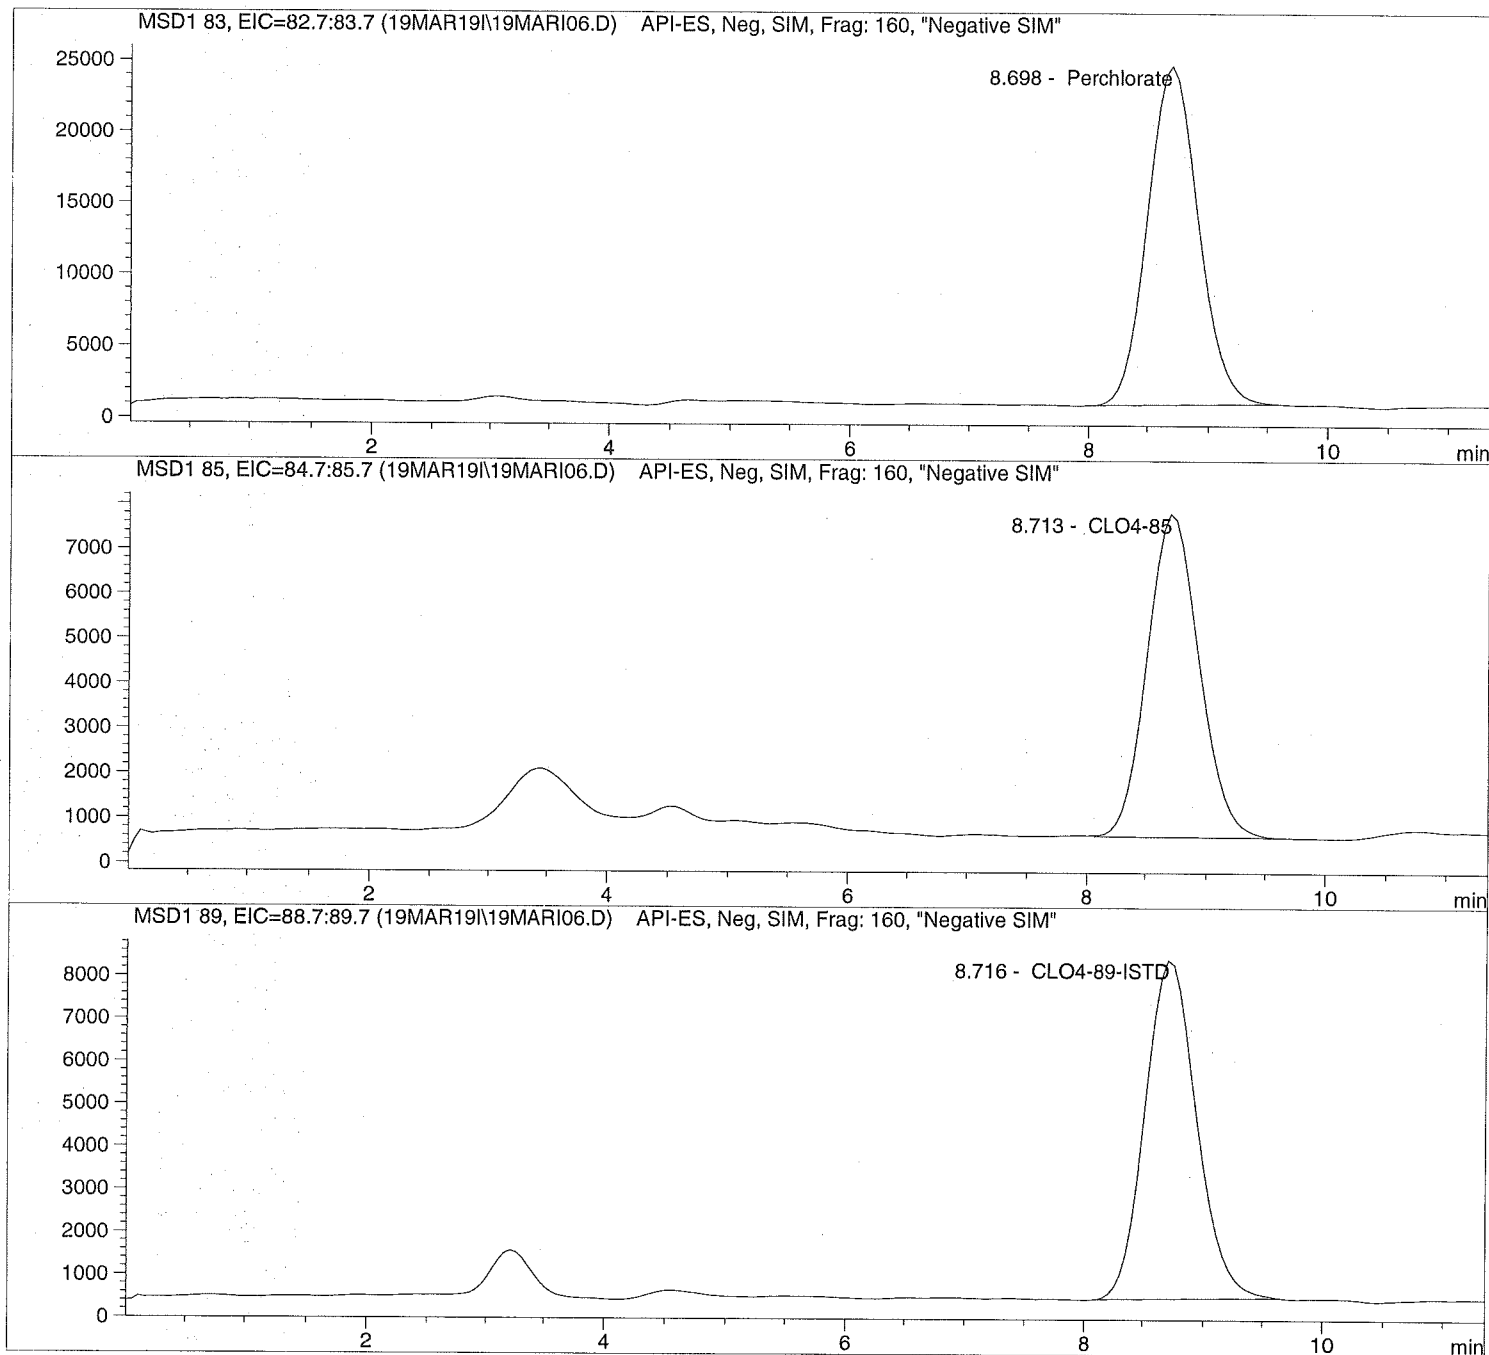 MSD1 83, EIC=82.7:83.7 (19MAR19I\19MARI06.D) API-ES, Neg, SIM, Frag: 160, "Negative SIM"
8.698 - Perchlorate
25000
20000
15000
10000
5000
0
2 4 6 8 10 min
MSD1 85, EIC=84.7:85.7 (19MAR19I\19MARI06.D) API-ES, Neg, SIM, Frag: 160, "Negative SIM"
8.713 - CLO4-85
7000
6000
5000
4000
3000
2000
1000
0
2 4 6 8 10 min
MSD1 89, EIC=88.7:89.7 (19MAR19I\19MARI06.D) API-ES, Neg, SIM, Frag: 160, "Negative SIM"
8.716 - CLO4-89-ISTD
8000
7000
6000
5000
4000
3000
2000
1000
0
2 4 6 8 10 min